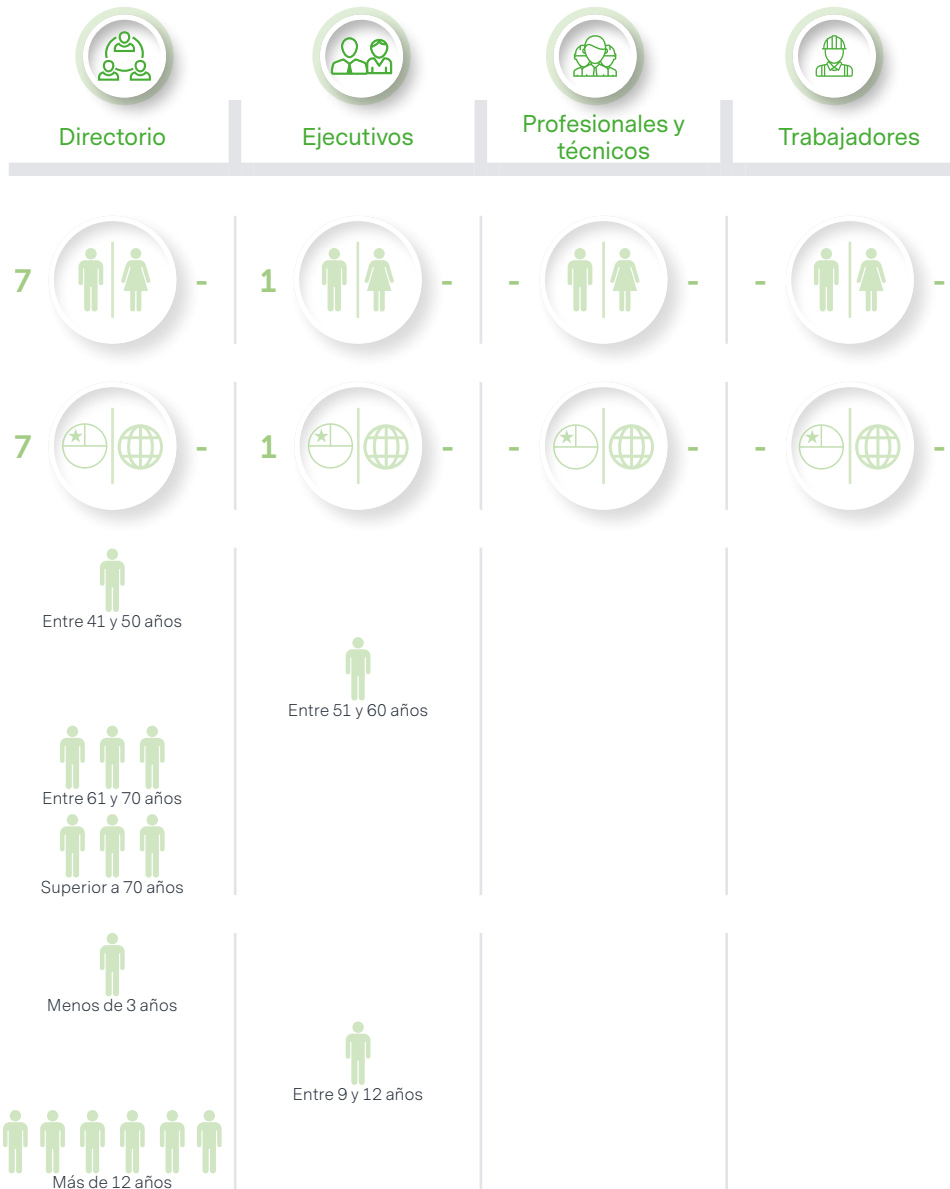 Directorio
Ejecutivos
Profesionales y
técnicos
Trabajadores
7 - 1 - - - - -
7 - 1 - - - - -
Entre 41 y 50 años
Entre 51 y 60 años
Entre 61 y 70 años
Superior a 70 años
Menos de 3 años
Entre 9 y 12 años
Más de 12 años